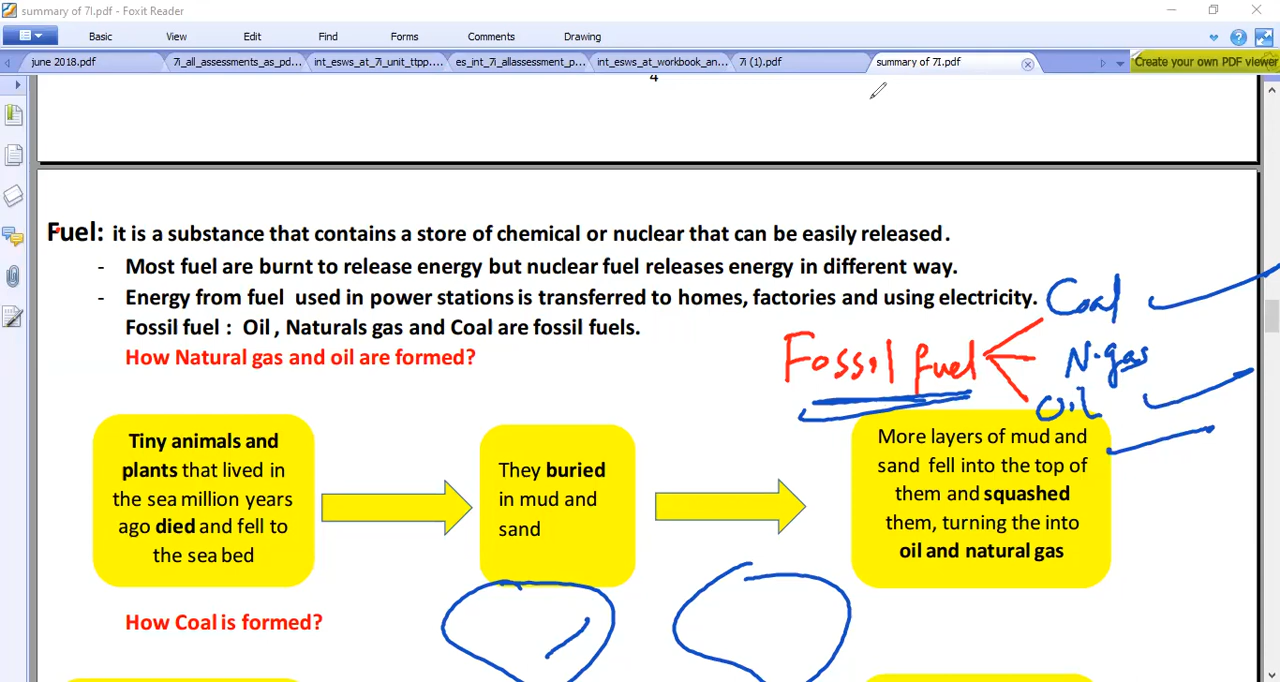 summary of 7I.pdf - Foxit Reader
Basic View Edit Find Forms Comments Drawing
june 2018.pdf 7i_all_assessments_as_pd... int_esws_at_7i_unit_ttpp.... es_int_7i_allassessment_p... int_esws_at_workbook_an... 7i (1).pdf summary of 7I.pdf Create your own PDF viewer
4
Fuel: it is a substance that contains a store of chemical or nuclear that can be easily released.
- Most fuel are burnt to release energy but nuclear fuel releases energy in different way.
- Energy from fuel used in power stations is transferred to homes, factories and using electricity.
Fossil fuel : Oil , Naturals gas and Coal are fossil fuels.
How Natural gas and oil are formed?
Fossil fuel
Coal
N.gas
Oil
Tiny animals and
plants that lived in
the sea million years
ago died and fell to
the sea bed
They buried
in mud and
sand
More layers of mud and
sand fell into the top of
them and squashed
them, turning the into
oil and natural gas
How Coal is formed?